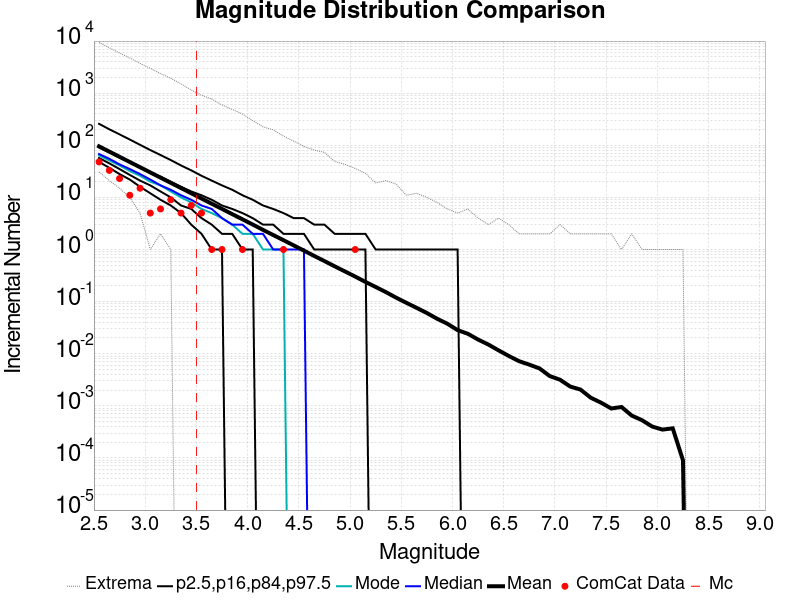 Magnitude Distribution Comparison
10^4
10^3
10^2
10^1
10^0
10^-1
10^-2
10^-3
10^-4
10^-5
Incremental Number
2.5 3.0 3.5 4.0 4.5 5.0 5.5 6.0 6.5 7.0 7.5 8.0 8.5 9.0
Magnitude
Extrema p2.5,p16,p84,p97.5 Mode Median Mean ComCat Data Mc